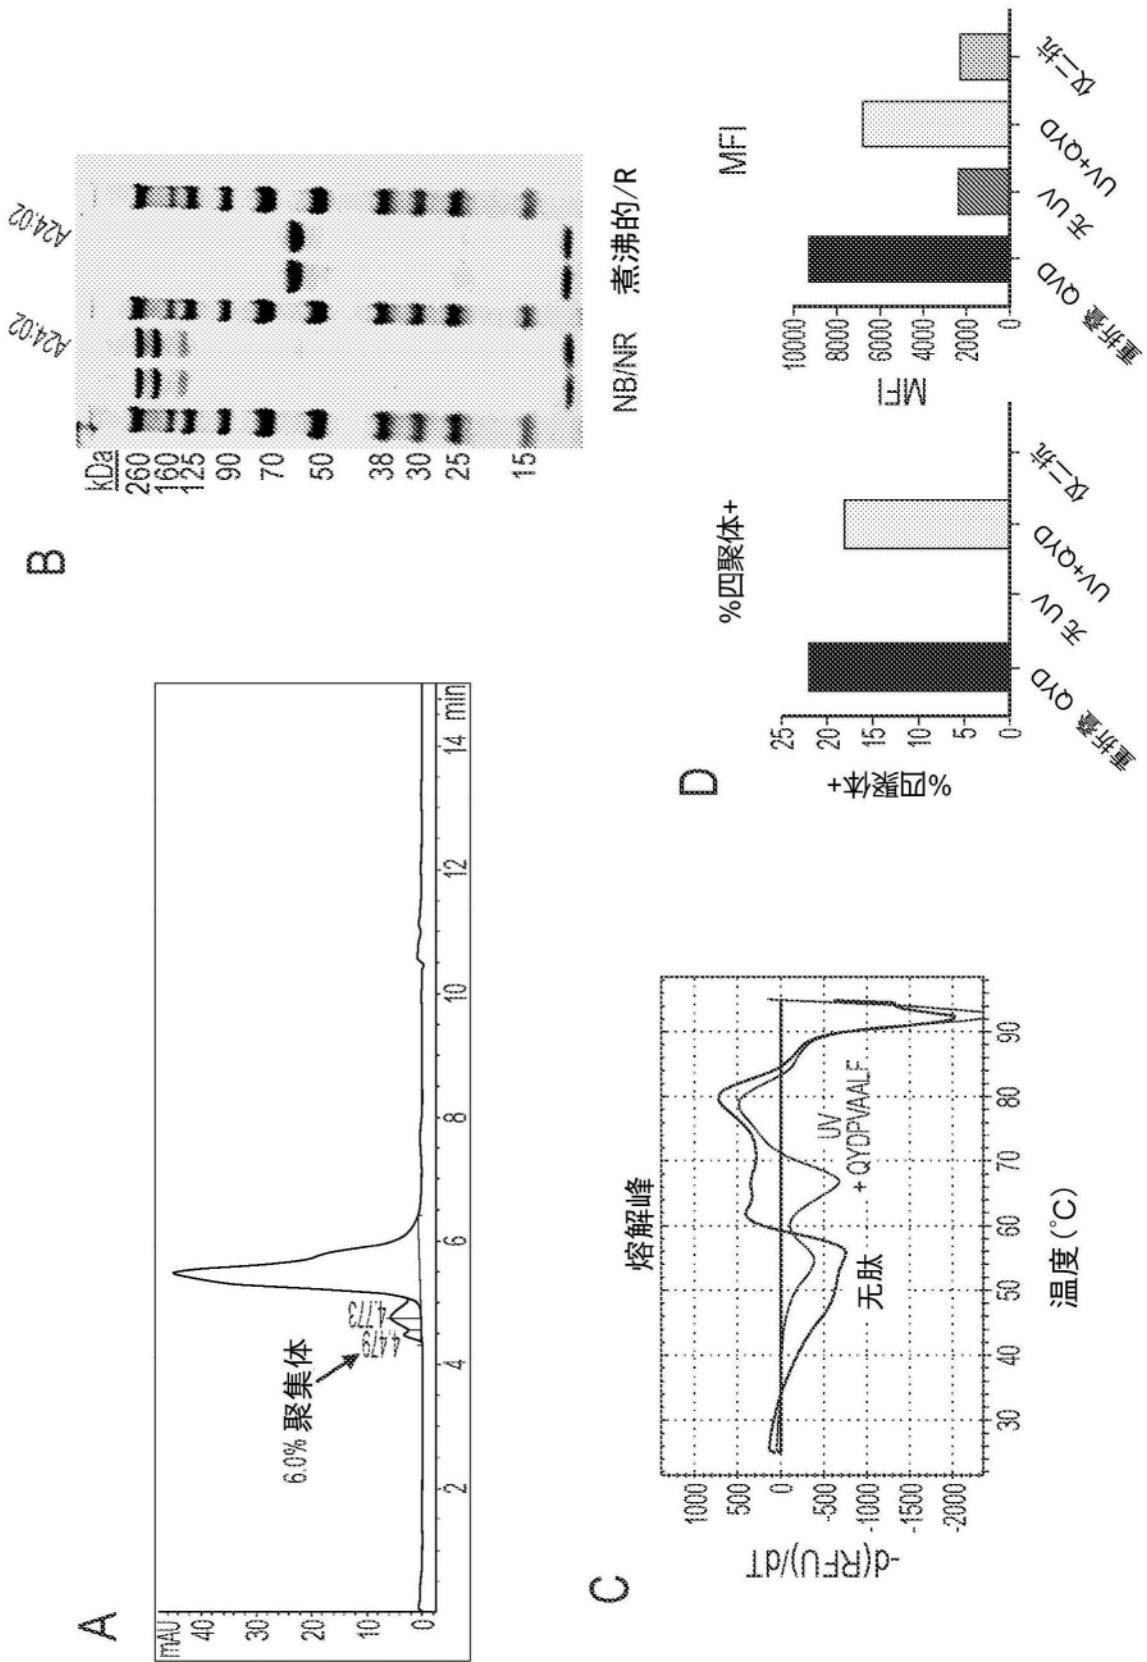 A
mAU
40
30
20
10
0
6.0% 聚集体
4.479
4.773
2
4
6
8
10
12
14
min
B
A24:02
A24:02
kDa
260
160
125
90
70
50
38
30
25
15
NB/NR
煮沸的/R
C
熔解峰
-d(RFU)/dT
1000
500
0
-500
-1000
-1500
-2000
无肽
UV
+ QYDPVAALF
30
40
50
60
70
80
90
温度 (°C)
D
%四聚体+
%四聚体+
25
20
15
10
5
0
重折叠 QYD
无 UV
UV+QYD
仅二抗
MFI
MFI
10000
8000
6000
4000
2000
0
重折叠 QVD
无 UV
UV+QYD
仅二抗